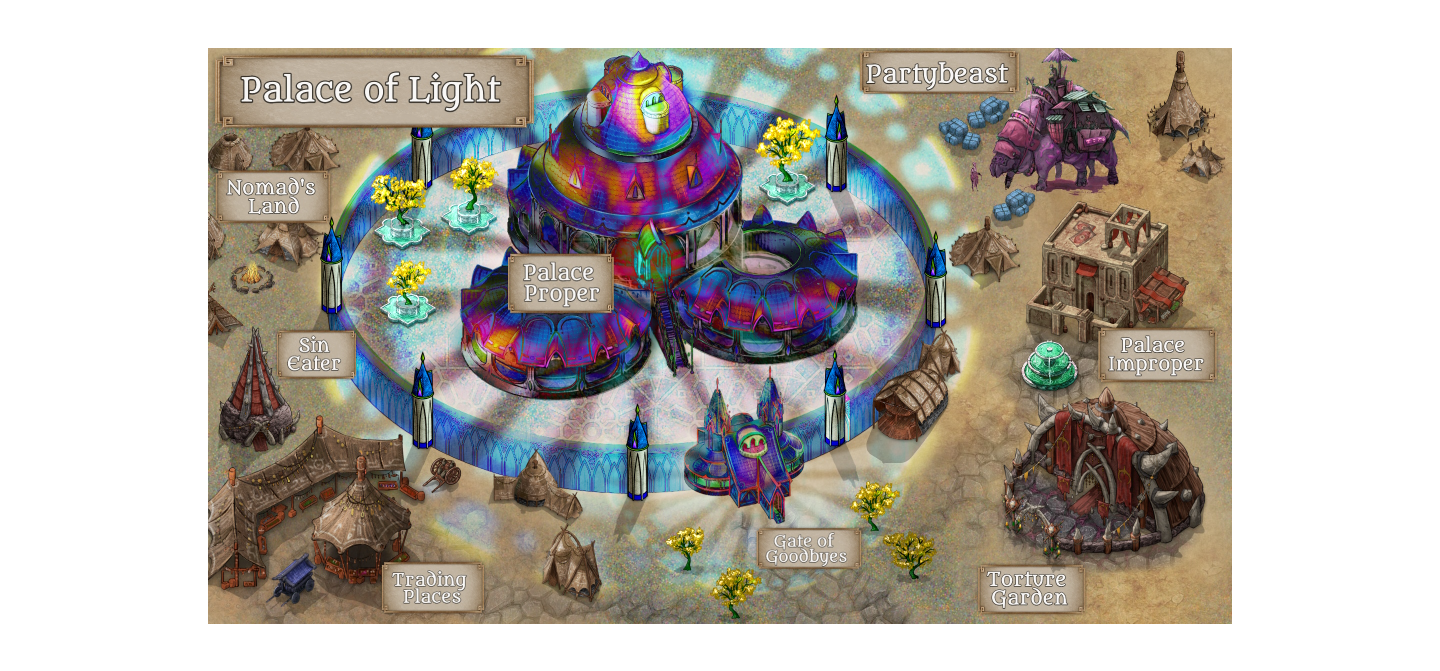 Palace of Light
Partybeast
Nomad's
Land
Palace
Proper
Sin
Eater
Palace
Improper
Gate of
Goodbyes
Trading
Places
Torture
Garden